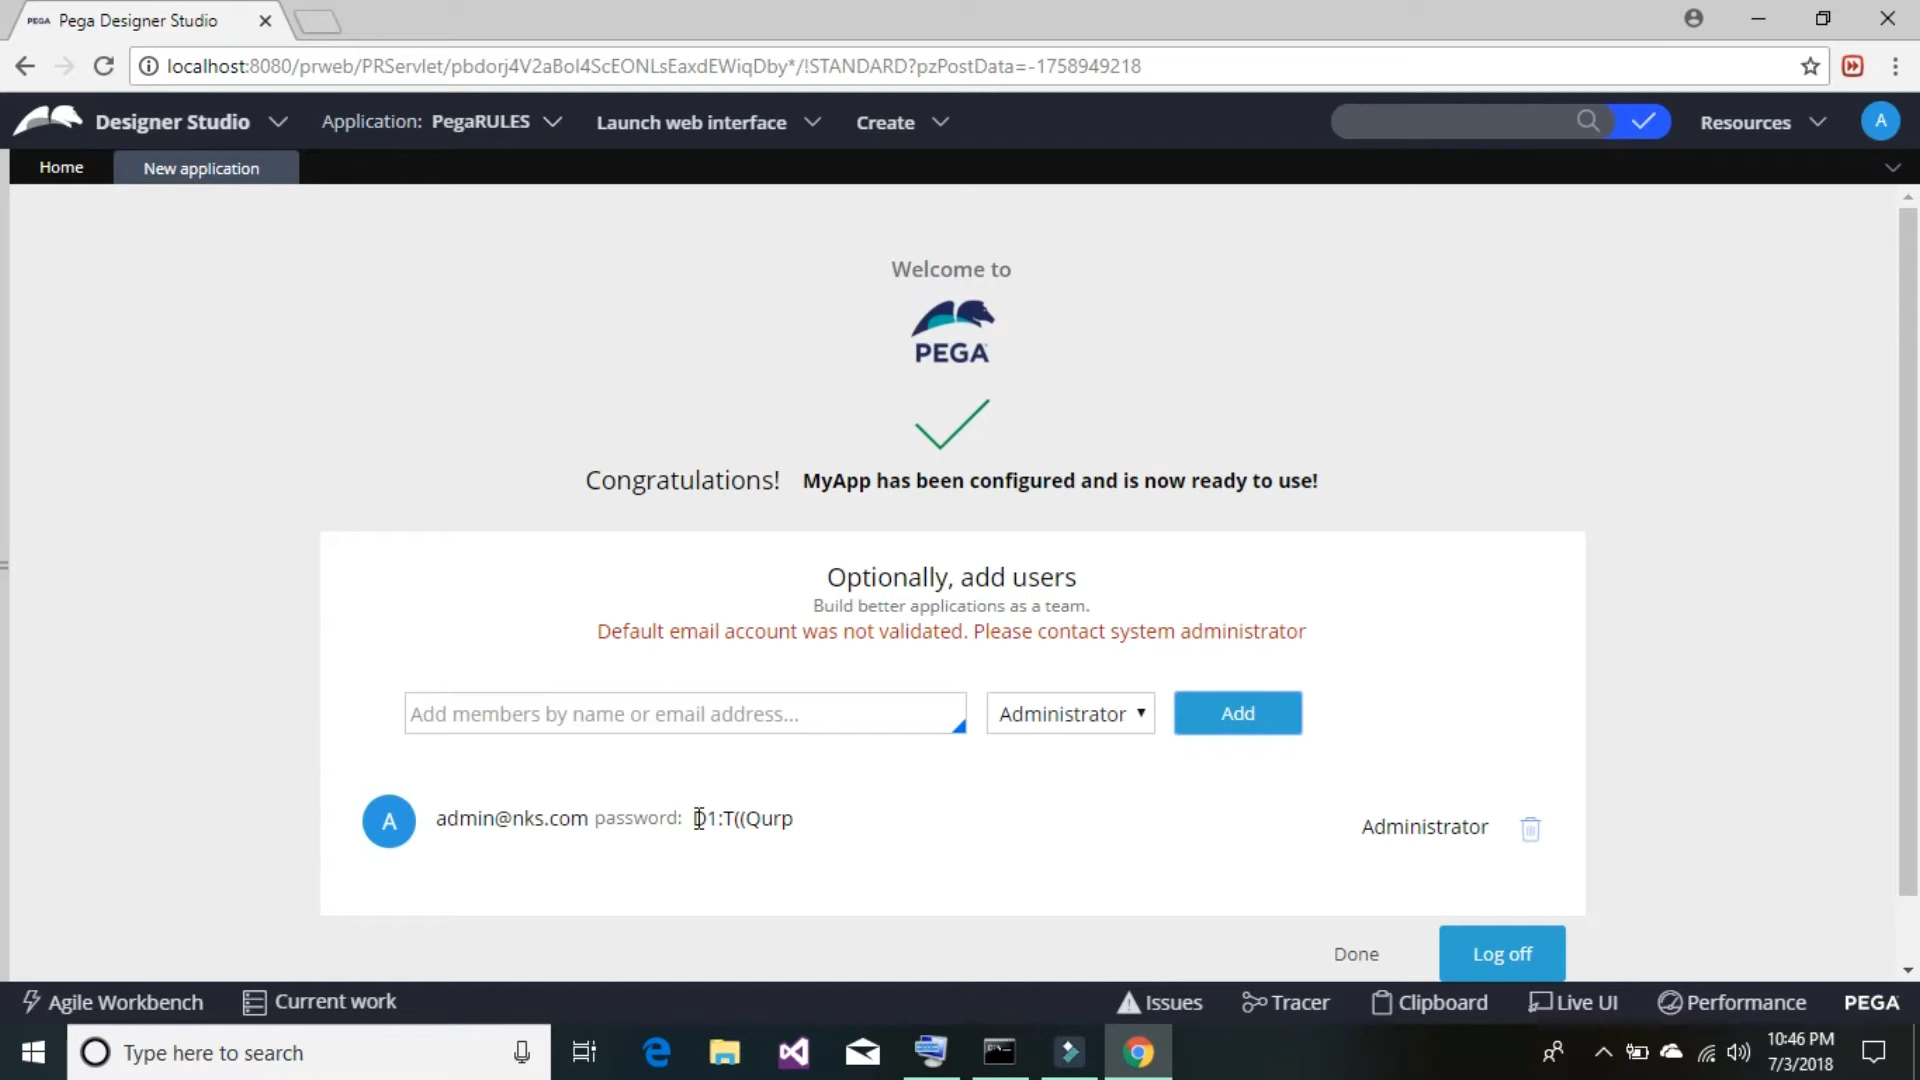 PEGA Pega Designer Studio
localhost:8080/prweb/PRServlet/pbdorj4V2aBoI4ScEONLsEaxdEWiqDby*/!STANDARD?pzPostData=-1758949218
Designer Studio Application: PegaRULES Launch web interface Create Resources A
Home New application
Welcome to
PEGA
Congratulations! MyApp has been configured and is now ready to use!
Optionally, add users
Build better applications as a team.
Default email account was not validated. Please contact system administrator
Add members by name or email address... Administrator Add
A admin@nks.com password: D1:T((Qurp Administrator
Done Log off
Agile Workbench Current work Issues Tracer Clipboard Live UI Performance PEGA
Type here to search 10:46 PM
7/3/2018